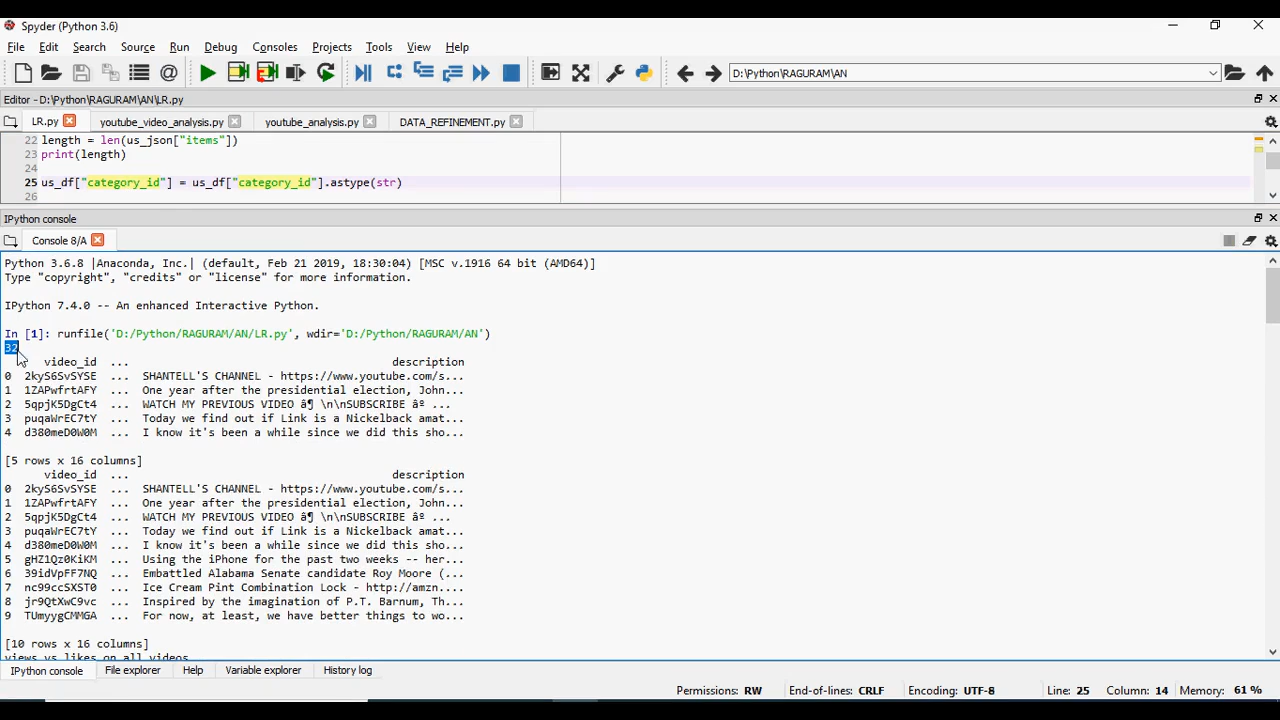 Spyder (Python 3.6)
File Edit Search Source Run Debug Consoles Projects Tools View Help
D:\Python\RAGURAM\AN
Editor - D:\Python\RAGURAM\AN\LR.py
LR.py youtube_video_analysis.py youtube_analysis.py DATA_REFINEMENT.py
22 length = len(us_json["items"])
23 print(length)
24
25 us_df["category_id"] = us_df["category_id"].astype(str)
26
IPython console
Console 8/A
Python 3.6.8 |Anaconda, Inc.| (default, Feb 21 2019, 18:30:04) [MSC v.1916 64 bit (AMD64)]
Type "copyright", "credits" or "license" for more information.
IPython 7.4.0 -- An enhanced Interactive Python.
In [1]: runfile('D:/Python/RAGURAM/AN/LR.py', wdir='D:/Python/RAGURAM/AN')
32
video_id ... description
0 2kyS6SvSYSE ... SHANTELL'S CHANNEL - https://www.youtube.com/s...
1 1ZAPwfrtAFY ... One year after the presidential election, John...
2 5qpjK5DgCt4 ... WATCH MY PREVIOUS VIDEO â¶ \n\nSUBSCRIBE âº ...
3 puqaWrEC7tY ... Today we find out if Link is a Nickelback amat...
4 d380meD0W0M ... I know it's been a while since we did this sho...
[5 rows x 16 columns]
video_id ... description
0 2kyS6SvSYSE ... SHANTELL'S CHANNEL - https://www.youtube.com/s...
1 1ZAPwfrtAFY ... One year after the presidential election, John...
2 5qpjK5DgCt4 ... WATCH MY PREVIOUS VIDEO â¶ \n\nSUBSCRIBE âº ...
3 puqaWrEC7tY ... Today we find out if Link is a Nickelback amat...
4 d380meD0W0M ... I know it's been a while since we did this sho...
5 gHZ1Qz0KiKM ... Using the iPhone for the past two weeks -- her...
6 39idVpFF7NQ ... Embattled Alabama Senate candidate Roy Moore (...
7 nc99ccSXST0 ... Ice Cream Pint Combination Lock - http://amzn...
8 jr9QtXwC9vc ... Inspired by the imagination of P.T. Barnum, Th...
9 TUmyygCMMGA ... For now, at least, we have better things to wo...
[10 rows x 16 columns]
views vs likes on all videos
IPython console File explorer Help Variable explorer History log
Permissions: RW End-of-lines: CRLF Encoding: UTF-8 Line: 25 Column: 14 Memory: 61 %